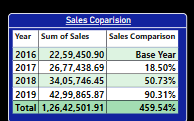 Sales Coparision
Year Sum of Sales Sales Comparison
2016 22,59,450.90 Base Year
2017 26,77,438.69 18.50%
2018 34,05,746.45 50.73%
2019 42,99,865.87 90.31%
Total 1,26,42,501.91 459.54%